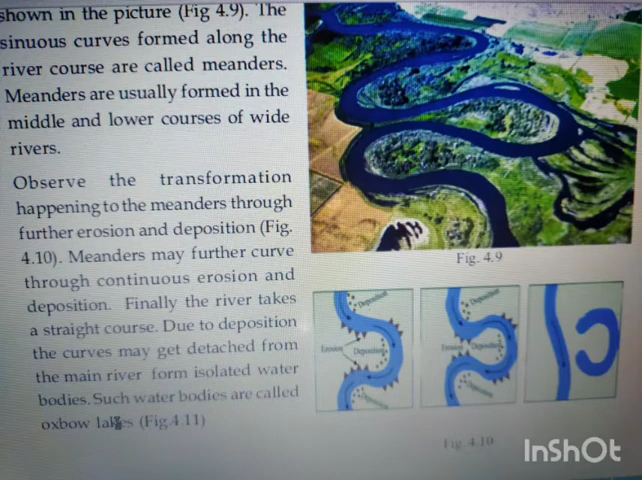 shown in the picture (Fig 4.9). The
sinuous curves formed along the
river course are called meanders.
Meanders are usually formed in the
middle and lower courses of wide
rivers.
Observe the transformation
happening to the meanders through
further erosion and deposition (Fig.
4.10). Meanders may further curve
through continuous erosion and
deposition. Finally the river takes
a straight course. Due to deposition
the curves may get detached from
the main river form isolated water
bodies. Such water bodies are called
oxbow lakes (Fig.4.11)
Fig. 4.9
Deposition
Erosion
Deposition
Deposition
Deposition
Erosion
Deposition
Deposition
Fig. 4.10
InShOt